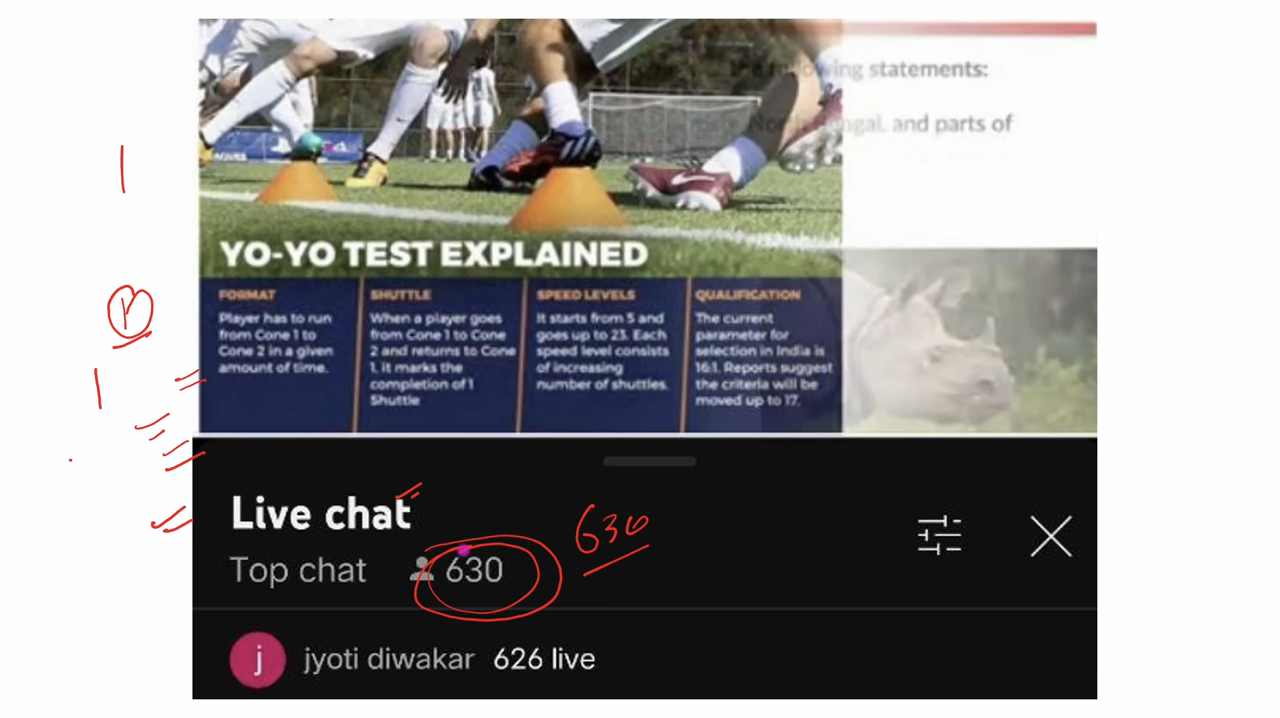 ing statements:
and parts of
YO-YO TEST EXPLAINED
FORMAT
Player has to run
from Cone 1 to
Cone 2 in a given
amount of time.
SHUTTLE
When a player goes
from Cone 1 to Cone
2 and returns to Cone
1, it marks the
completion of 1
Shuttle
SPEED LEVELS
It starts from 5 and
goes up to 23. Each
speed level consists
of increasing
number of shuttles.
QUALIFICATION
The current
parameter for
selection in India is
16:1. Reports suggest
the criteria will be
moved up to 17.
Live chat
630
Top chat 630
j jyoti diwakar 626 live